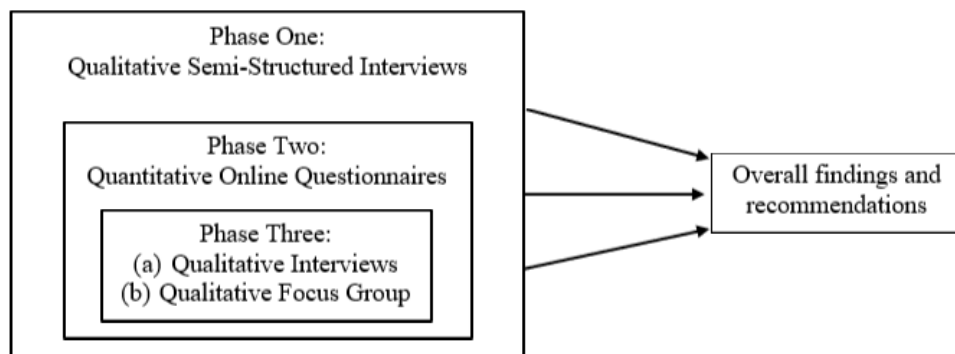 Phase One:
Qualitative Semi-Structured Interviews
Phase Two:
Quantitative Online Questionnaires
Phase Three:
(a) Qualitative Interviews
(b) Qualitative Focus Group
Overall findings and
recommendations